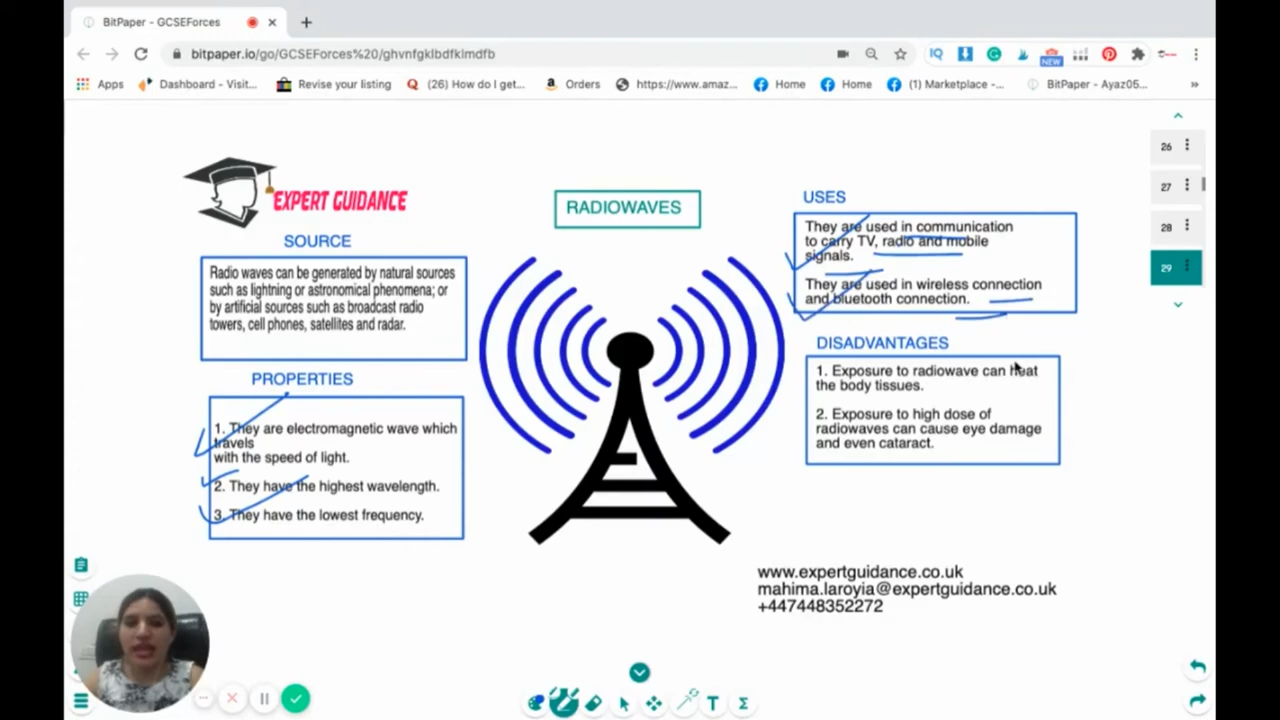 BitPaper - GCSEForces
bitpaper.io/go/GCSEForces%20/ghvnfgklbdfklmdfb
IQ
NEW
Apps
Dashboard - Visit...
Revise your listing
(26) How do I get...
Orders
https://www.amaz...
Home
Home
(1) Marketplace -...
BitPaper - Ayaz05...
»
26
27
28
29
EXPERT GUIDANCE
RADIOWAVES
SOURCE
Radio waves can be generated by natural sources
such as lightning or astronomical phenomena; or
by artificial sources such as broadcast radio
towers, cell phones, satellites and radar.
PROPERTIES
1. They are electromagnetic wave which
travels
with the speed of light.
2. They have the highest wavelength.
3. They have the lowest frequency.
USES
They are used in communication
to carry TV, radio and mobile
signals.
They are used in wireless connection
and bluetooth connection.
DISADVANTAGES
1. Exposure to radiowave can heat
the body tissues.
2. Exposure to high dose of
radiowaves can cause eye damage
and even cataract.
www.expertguidance.co.uk
mahima.laroyia@expertguidance.co.uk
+447448352272
T
Σ